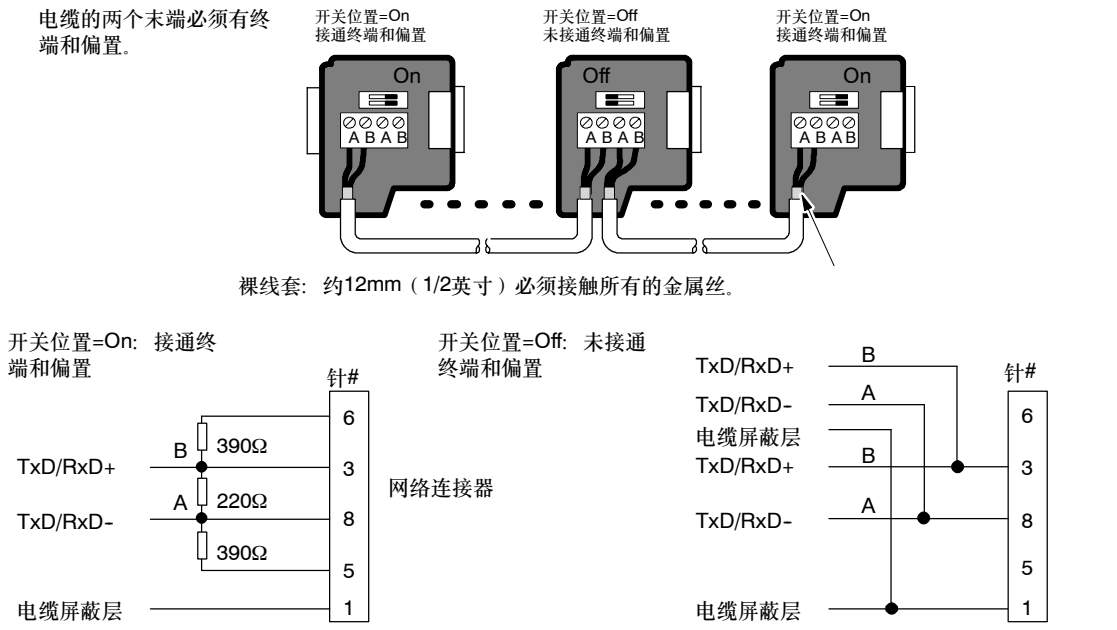 电缆的两个末端必须有终
端和偏置。
开关位置=On
接通终端和偏置
开关位置=Off
未接通终端和偏置
开关位置=On
接通终端和偏置
On
A B A B
Off
A B A B
On
A B A B
裸线套: 约12mm（1/2英寸）必须接触所有的金属丝。
开关位置=On: 接通终
端和偏置
针#
6
390Ω
B
TxD/RxD+
3
220Ω
A
TxD/RxD-
8
390Ω
5
电缆屏蔽层
1
网络连接器
开关位置=Off: 未接通
终端和偏置
针#
TxD/RxD+
B
TxD/RxD-
A
6
电缆屏蔽层
TxD/RxD+
B
3
TxD/RxD-
A
8
5
电缆屏蔽层
1